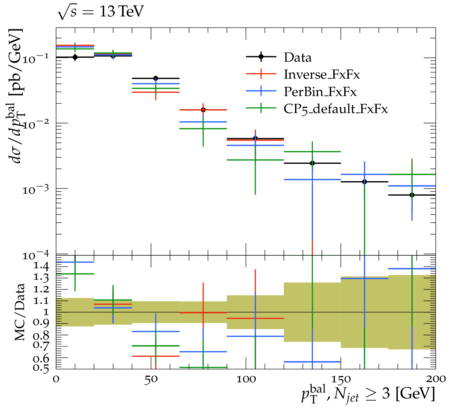 √s = 13 TeV
dσ/dp_T^bal [pb/GeV]
10⁻¹
10⁻²
10⁻³
10⁻⁴
Data
Inverse_FxFx
PerBin_FxFx
CP5_default_FxFx
MC/Data
1.4
1.3
1.2
1.1
1
0.9
0.8
0.7
0.6
0.5
0 50 100 150 200
p_T^bal, N_jet ≥ 3 [GeV]